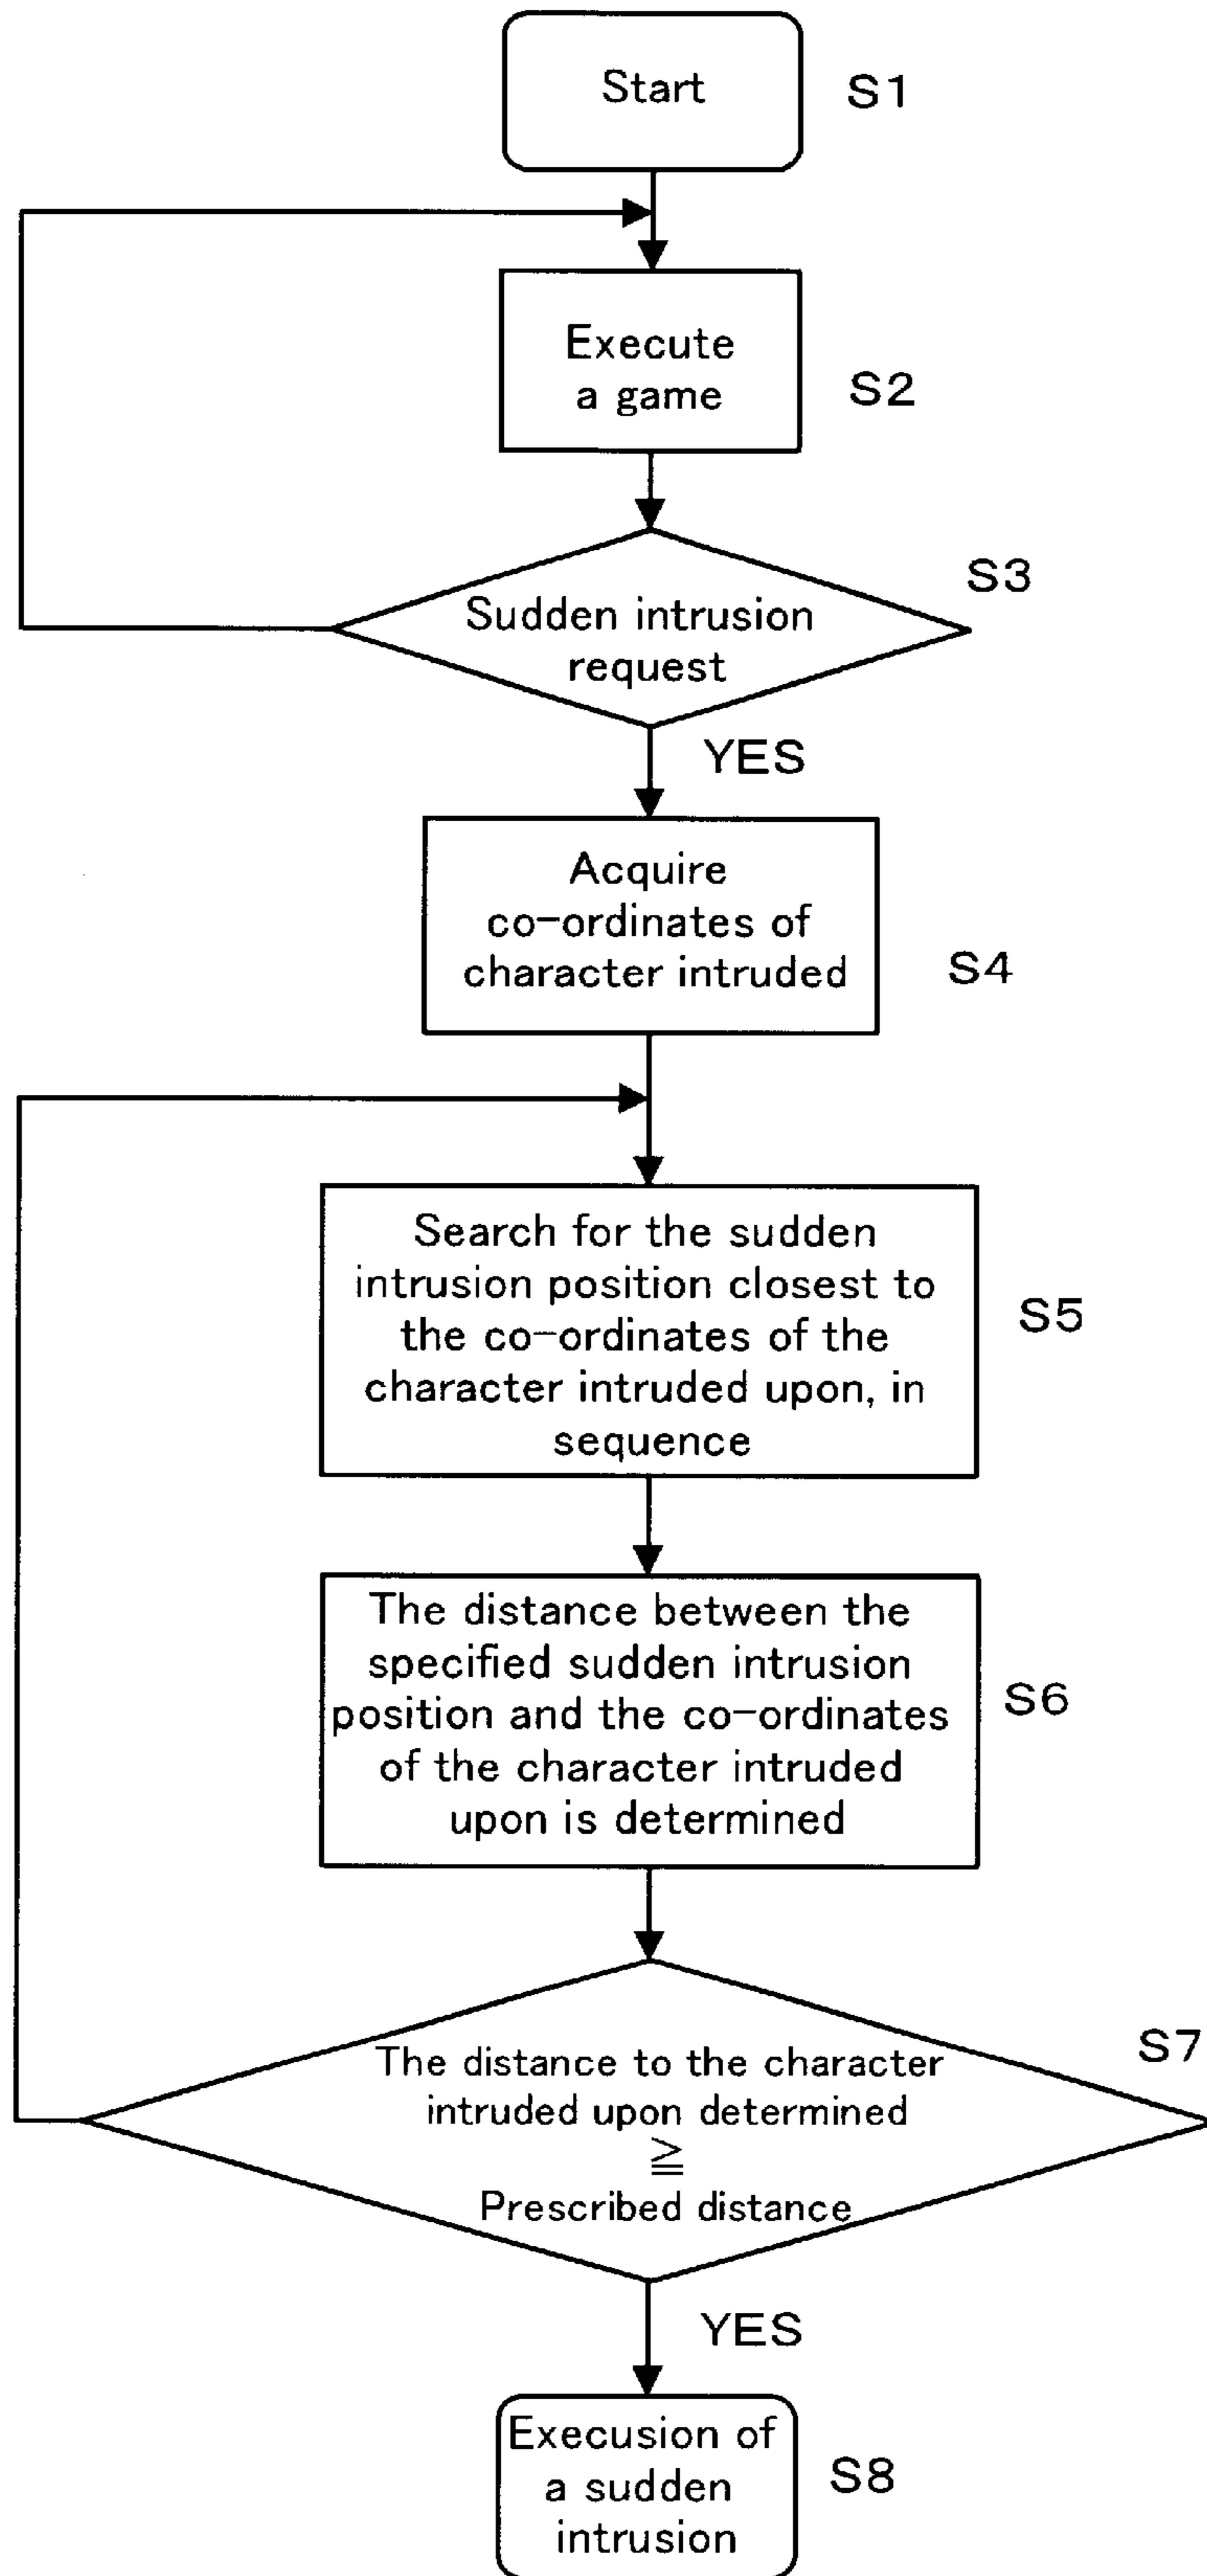 Start
S1
Execute
a game
S2
S3
Sudden intrusion
request
YES
Acquire
co-ordinates of
character intruded
S4
Search for the sudden
intrusion position closest to
the co-ordinates of the
character intruded upon, in
sequence
S5
The distance between the
specified sudden intrusion
position and the co-ordinates
of the character intruded
upon is determined
S6
S7
The distance to the character
intruded upon determined
≧
Prescribed distance
YES
Execusion of
a sudden
intrusion
S8